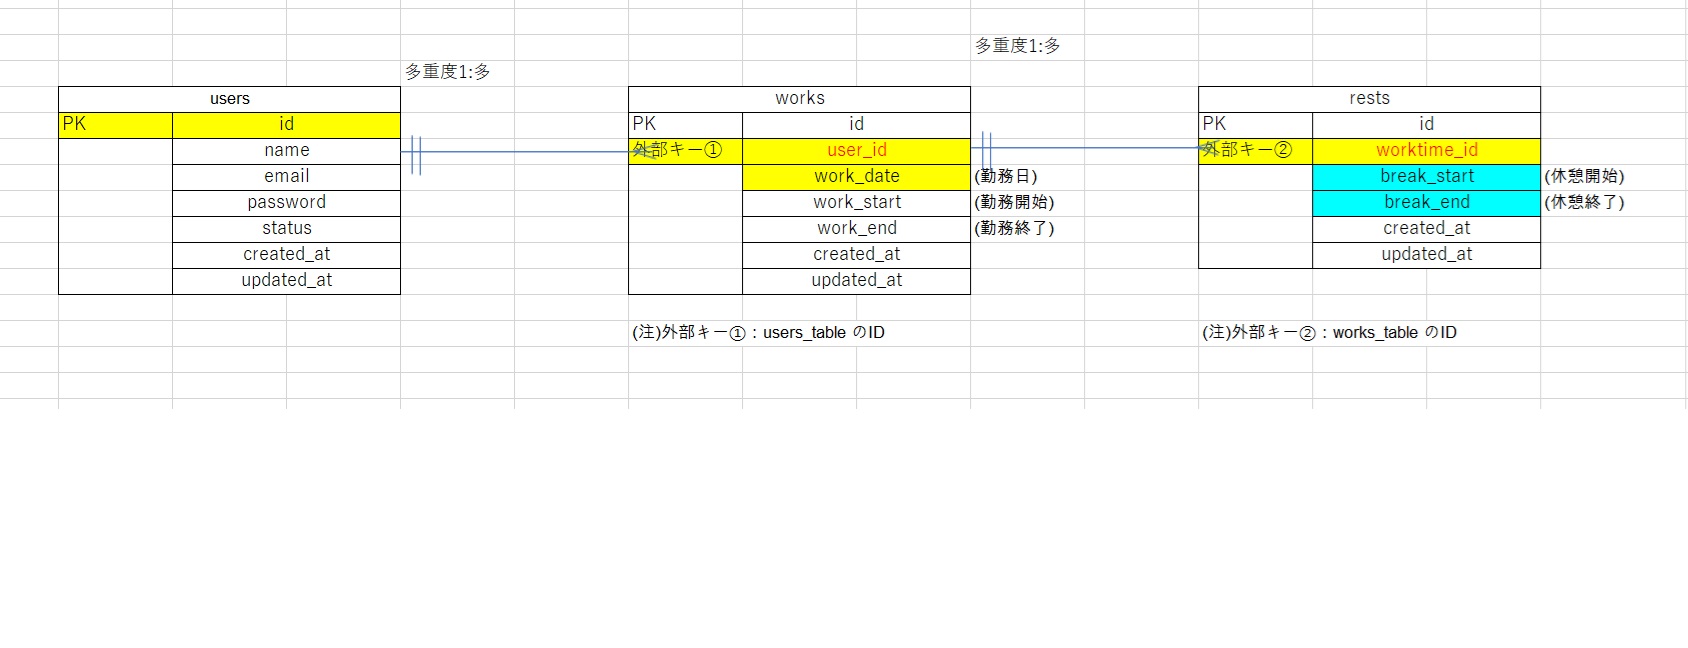 多重度1:多
多重度1:多
users
PK id
name
email
password
status
created_at
updated_at
works
PK id
外部キー① user_id
work_date (勤務日)
work_start (勤務開始)
work_end (勤務終了)
created_at
updated_at
(注)外部キー①：users_table のID
rests
PK id
外部キー② worktime_id
break_start (休憩開始)
break_end (休憩終了)
created_at
updated_at
(注)外部キー②：works_table のID